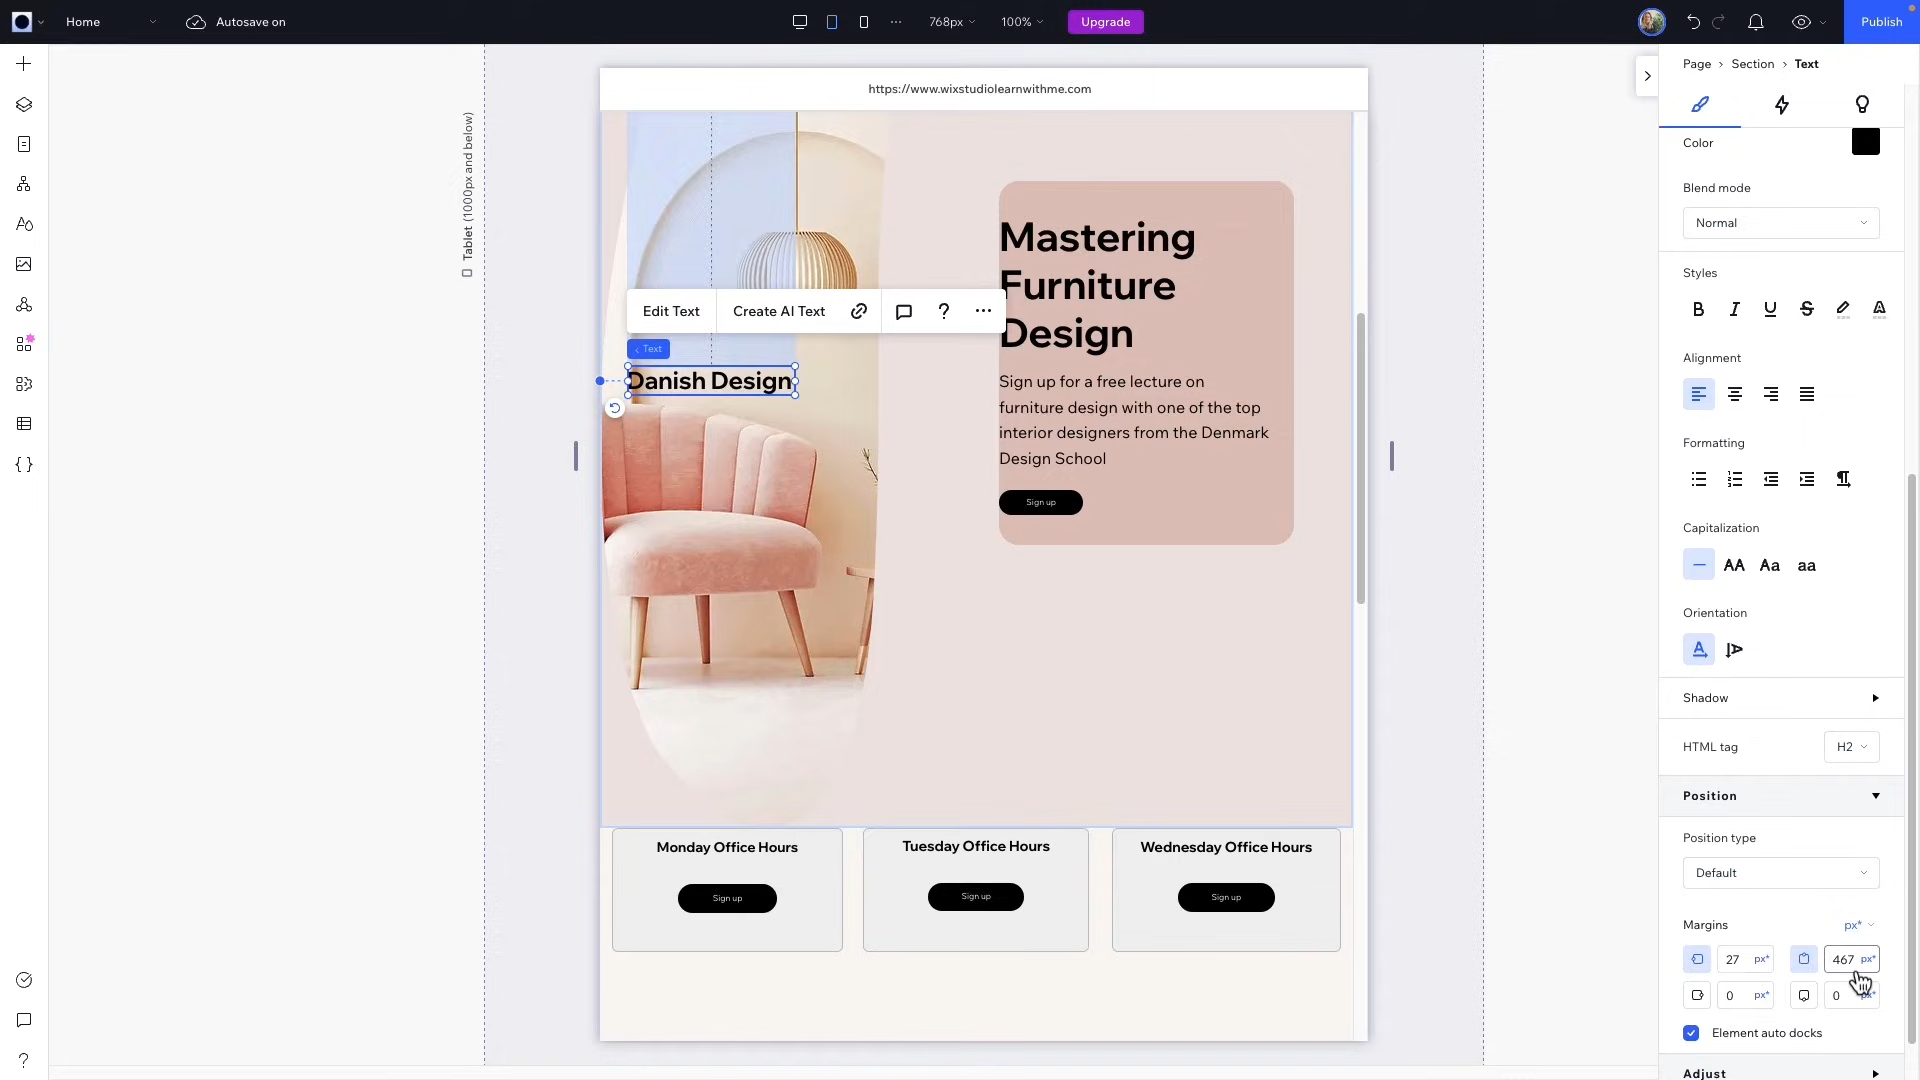 Home
Autosave on
768px
100%
Upgrade
Publish
Tablet (1000px and below)
https://www.wixstudiolearnwithme.com
Edit Text
Create AI Text
Text
Danish Design
Mastering
Furniture
Design
Sign up for a free lecture on
furniture design with one of the top
interior designers from the Denmark
Design School
Sign up
Monday Office Hours
Sign up
Tuesday Office Hours
Sign up
Wednesday Office Hours
Sign up
Page > Section > Text
Color
Blend mode
Normal
Styles
B I U S A
Alignment
Formatting
Capitalization
— AA Aa aa
Orientation
Shadow
HTML tag H2
Position
Position type
Default
Margins px*
27 px* 467 px*
0 px* 0 px*
Element auto docks
Adjust